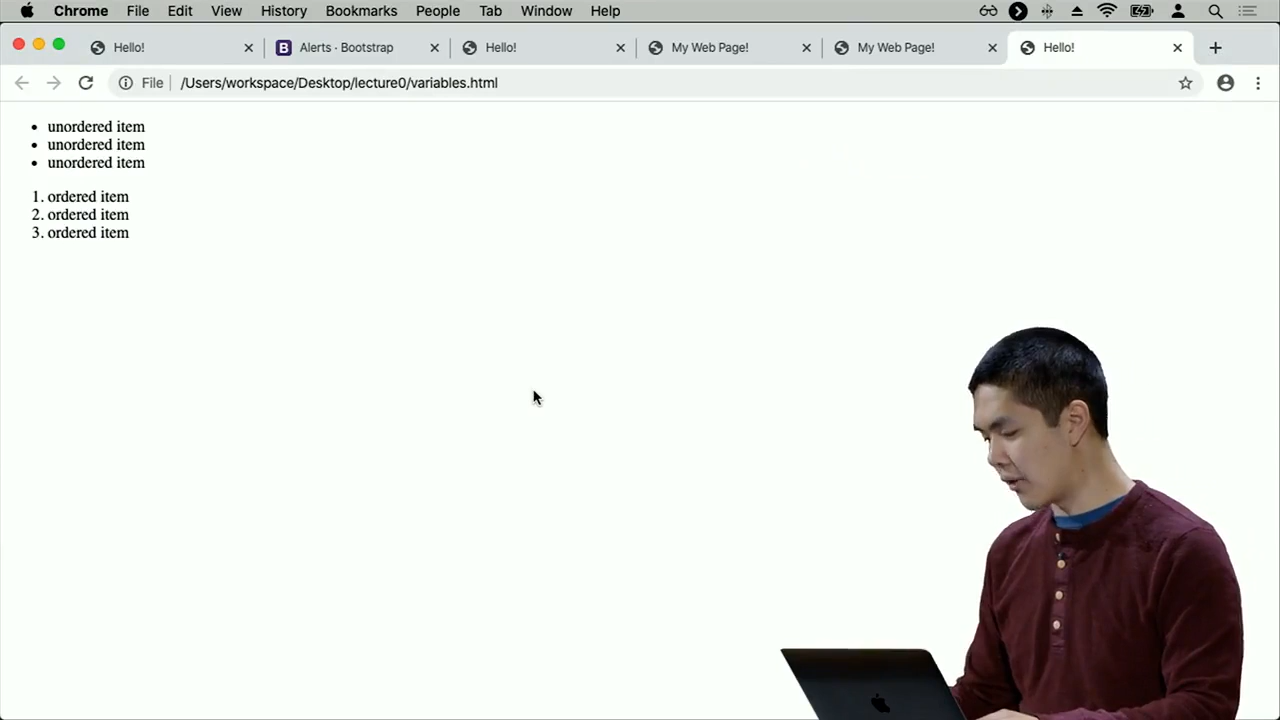 Chrome File Edit View History Bookmarks People Tab Window Help
Hello! Alerts · Bootstrap Hello! My Web Page! My Web Page! Hello!
File /Users/workspace/Desktop/lecture0/variables.html
• unordered item
• unordered item
• unordered item
1. ordered item
2. ordered item
3. ordered item